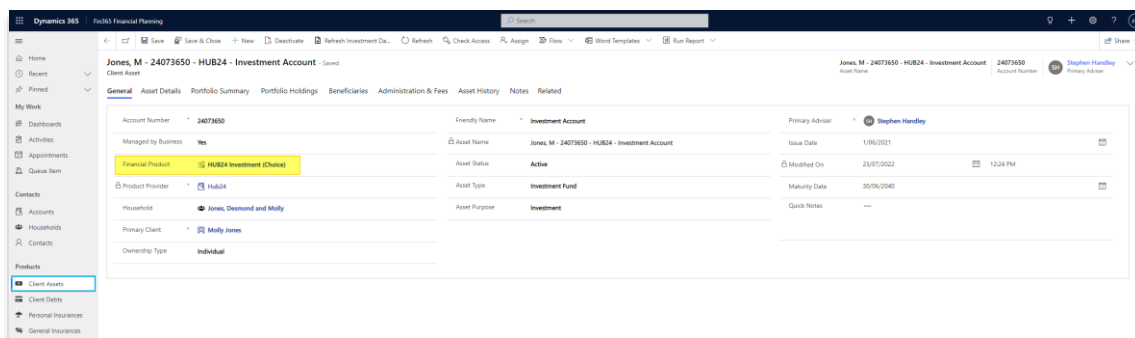 Dynamics 365 Fin365 Financial Planning Search
Save Save & Close + New Deactivate Refresh Investment Da... Refresh Check Access Assign Flow Word Templates Run Report Share
Home
Recent
Pinned
My Work
Dashboards
Activities
Appointments
Queue Item
Contacts
Accounts
Households
Contacts
Products
Client Assets
Client Debts
Personal Insurances
General Insurances
Jones, M - 24073650 - HUB24 - Investment Account - Saved
Client Asset
Jones, M - 24073650 - HUB24 - Investment Account
Asset Name
24073650
Account Number
SH Stephen Handley
Primary Adviser
General Asset Details Portfolio Summary Portfolio Holdings Beneficiaries Administration & Fees Asset History Notes Related
Account Number * 24073650
Managed by Business Yes
Financial Product HUB24 Investment (Choice)
Product Provider * Hub24
Household Jones, Desmond and Molly
Primary Client * Molly Jones
Ownership Type Individual
Friendly Name * Investment Account
Asset Name Jones, M - 24073650 - HUB24 - Investment Account
Asset Status Active
Asset Type Investment Fund
Asset Purpose Investment
Primary Adviser * SH Stephen Handley
Issue Date 1/06/2021
Modified On 23/07/2022 12:24 PM
Maturity Date 30/06/2040
Quick Notes ---